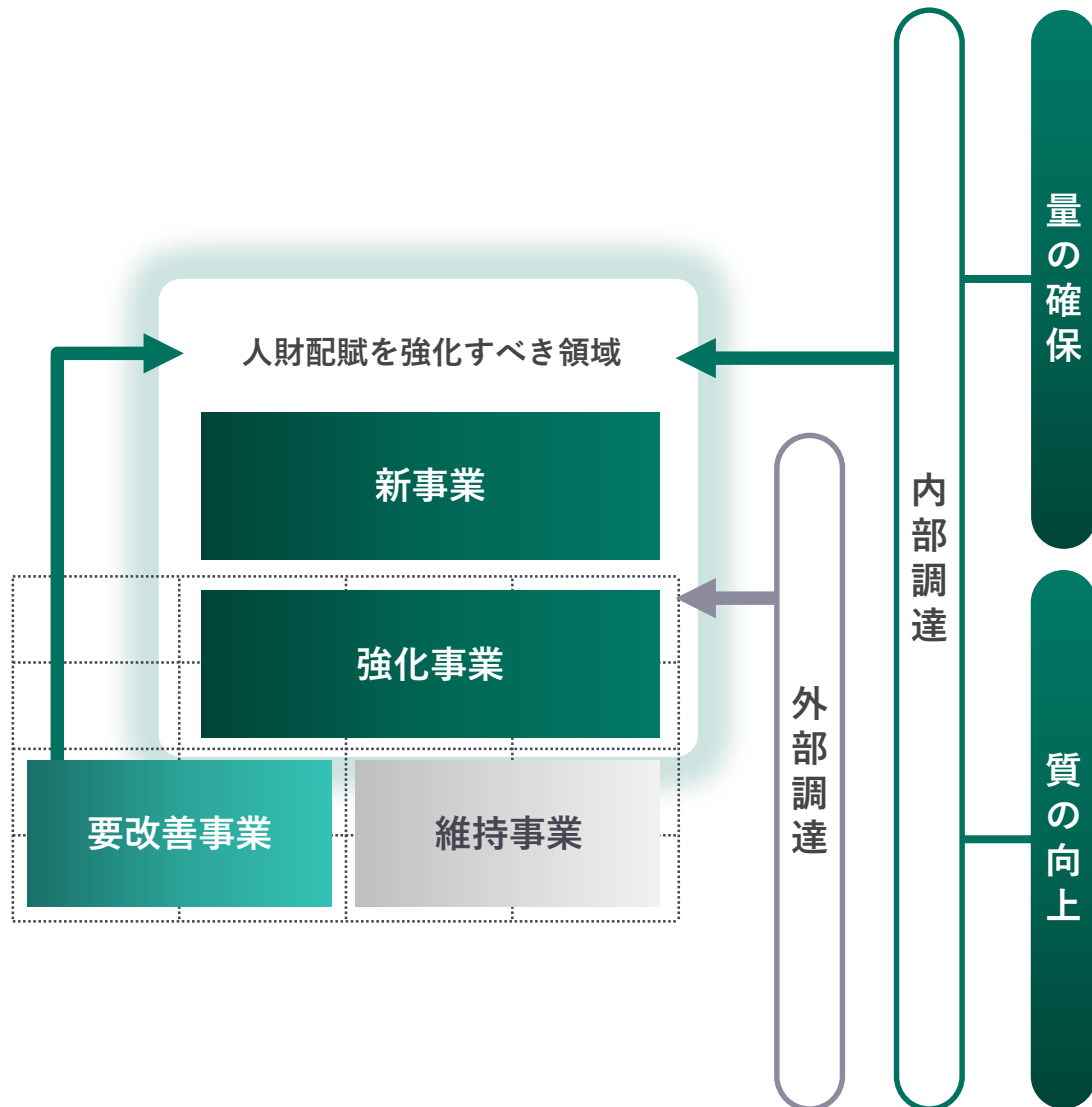 人財配賦を強化すべき領域
新事業
強化事業
要改善事業
維持事業
外部調達
内部調達
量の確保
質の向上